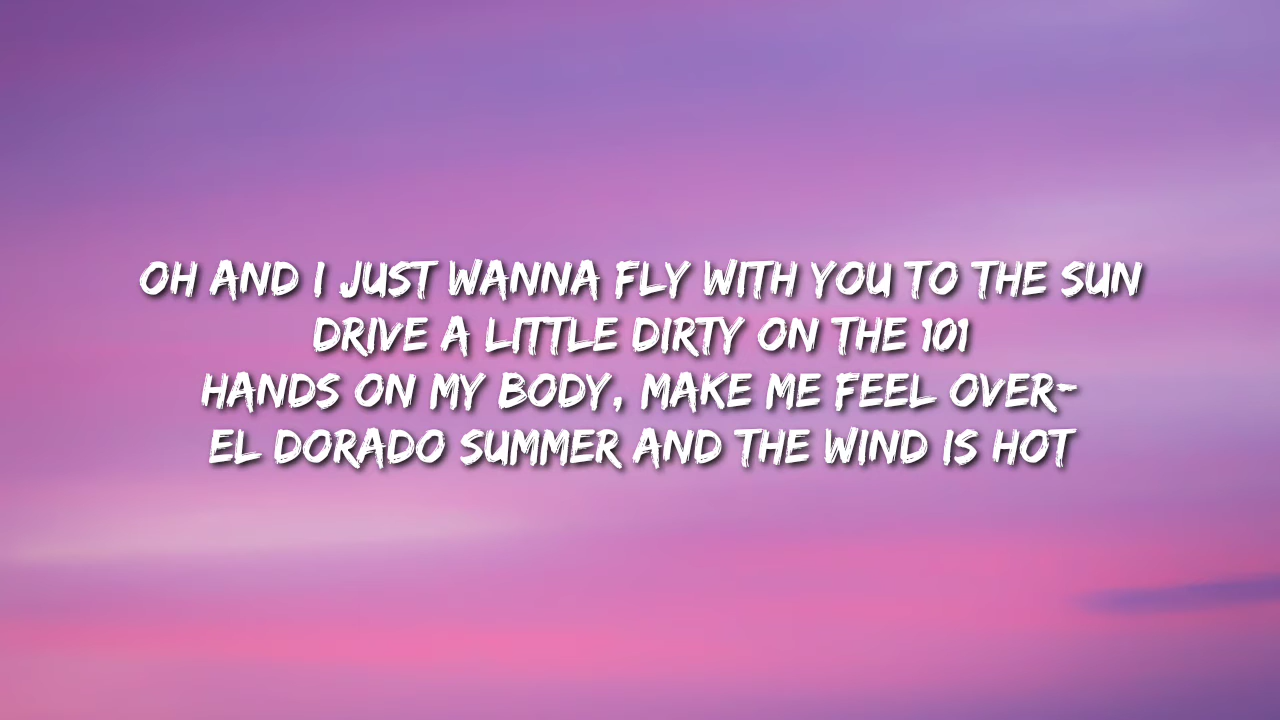 OH AND I JUST WANNA FLY WITH YOU TO THE SUN
DRIVE A LITTLE DIRTY ON THE 101
HANDS ON MY BODY, MAKE ME FEEL OVER-
EL DORADO SUMMER AND THE WIND IS HOT